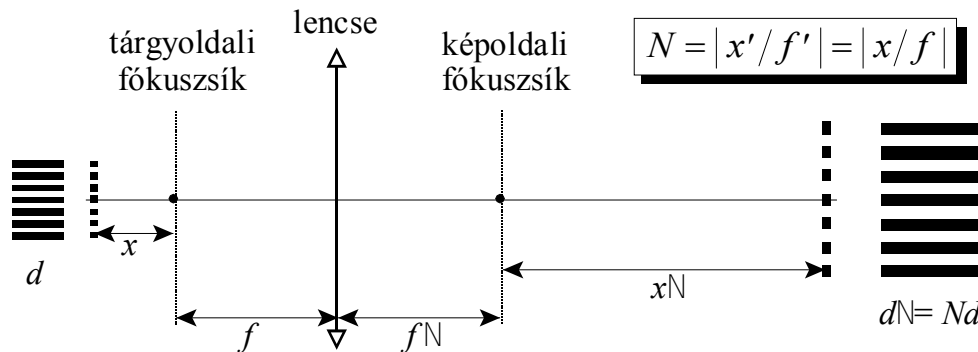 lencse
tárgyoldali
fókuszsík
képoldali
fókuszsík
N = | x′/f′ | = | x/f |
x
d
xℕ
f
fℕ
dℕ= Nd